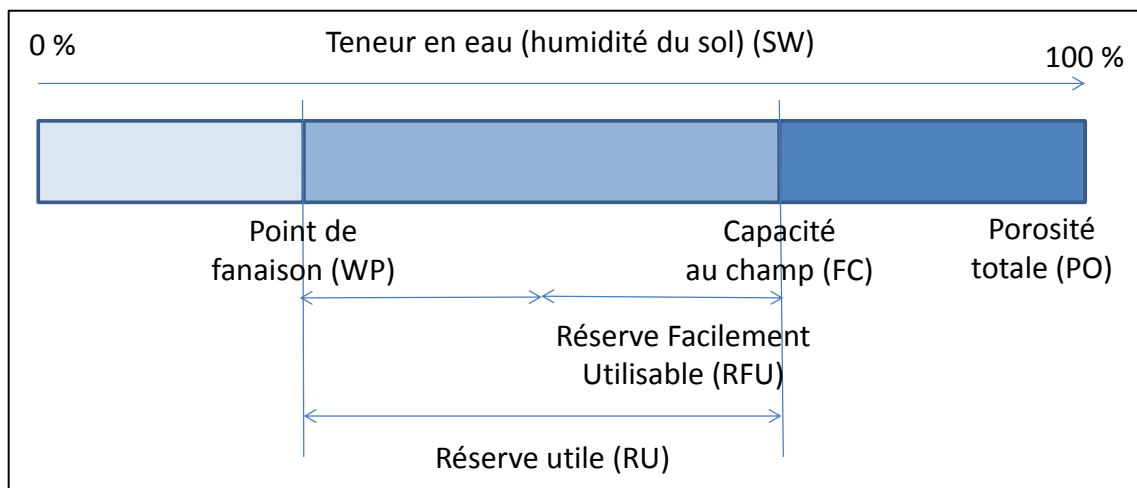 0 %
Teneur en eau (humidité du sol) (SW)
100 %
Point de
fanaison (WP)
Capacité
au champ (FC)
Porosité
totale (PO)
Réserve Facilement
Utilisable (RFU)
Réserve utile (RU)